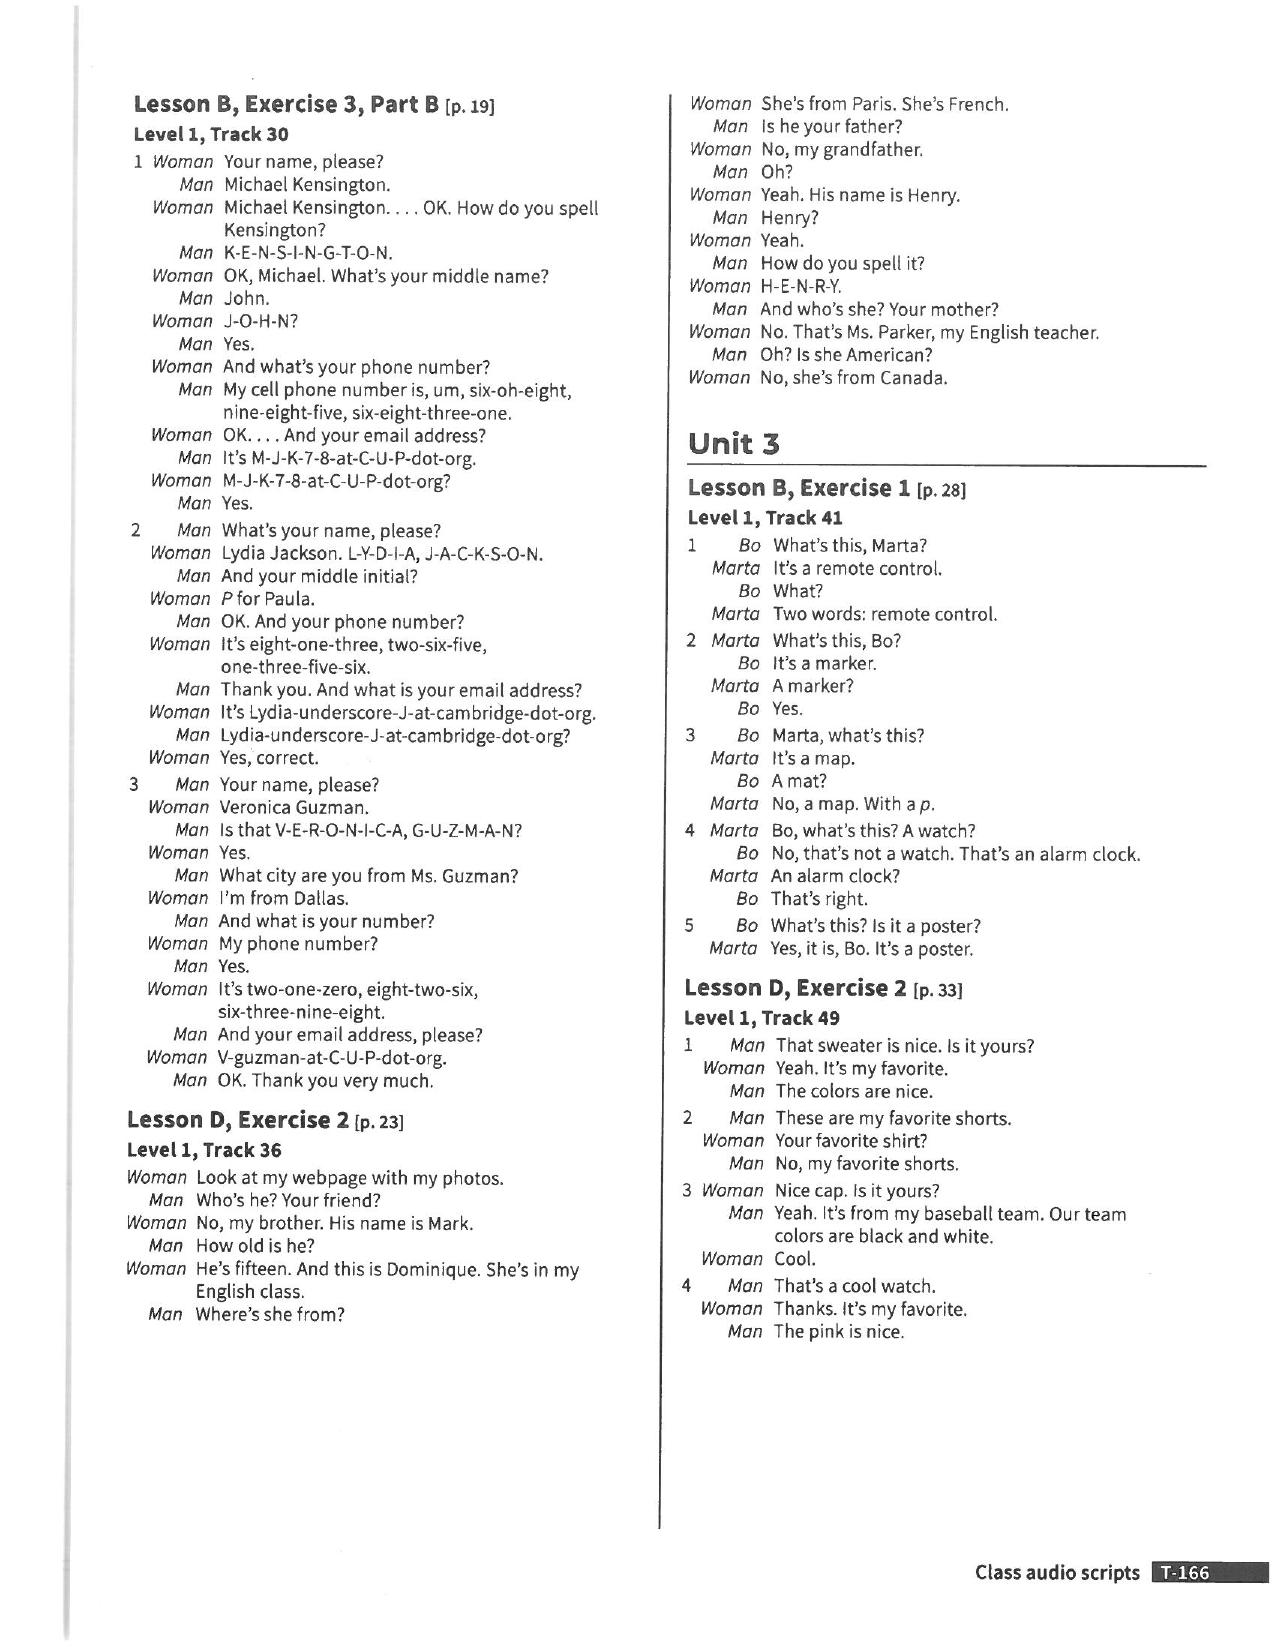 Lesson B, Exercise 3, Part B [p. 19]
Level 1, Track 30
1 Woman Your name, please?
Man Michael Kensington.
Woman Michael Kensington. . . . OK. How do you spell
Kensington?
Man K-E-N-S-I-N-G-T-O-N.
Woman OK, Michael. What's your middle name?
Man John.
Woman J-O-H-N?
Man Yes.
Woman And what's your phone number?
Man My cell phone number is, um, six-oh-eight,
nine-eight-five, six-eight-three-one.
Woman OK. . . . And your email address?
Man It's M-J-K-7-8-at-C-U-P-dot-org.
Woman M-J-K-7-8-at-C-U-P-dot-org?
Man Yes.
2 Man What's your name, please?
Woman Lydia Jackson. L-Y-D-I-A, J-A-C-K-S-O-N.
Man And your middle initial?
Woman P for Paula.
Man OK. And your phone number?
Woman It's eight-one-three, two-six-five,
one-three-five-six.
Man Thank you. And what is your email address?
Woman It's Lydia-underscore-J-at-cambridge-dot-org.
Man Lydia-underscore-J-at-cambridge-dot-org?
Woman Yes, correct.
3 Man Your name, please?
Woman Veronica Guzman.
Man Is that V-E-R-O-N-I-C-A, G-U-Z-M-A-N?
Woman Yes.
Man What city are you from Ms. Guzman?
Woman I'm from Dallas.
Man And what is your number?
Woman My phone number?
Man Yes.
Woman It's two-one-zero, eight-two-six,
six-three-nine-eight.
Man And your email address, please?
Woman V-guzman-at-C-U-P-dot-org.
Man OK. Thank you very much.
Lesson D, Exercise 2 [p. 23]
Level 1, Track 36
Woman Look at my webpage with my photos.
Man Who's he? Your friend?
Woman No, my brother. His name is Mark.
Man How old is he?
Woman He's fifteen. And this is Dominique. She's in my
English class.
Man Where's she from?
Woman She's from Paris. She's French.
Man Is he your father?
Woman No, my grandfather.
Man Oh?
Woman Yeah. His name is Henry.
Man Henry?
Woman Yeah.
Man How do you spell it?
Woman H-E-N-R-Y.
Man And who's she? Your mother?
Woman No. That's Ms. Parker, my English teacher.
Man Oh? Is she American?
Woman No, she's from Canada.
Unit 3
Lesson B, Exercise 1 [p. 28]
Level 1, Track 41
1 Bo What's this, Marta?
Marta It's a remote control.
Bo What?
Marta Two words: remote control.
2 Marta What's this, Bo?
Bo It's a marker.
Marta A marker?
Bo Yes.
3 Bo Marta, what's this?
Marta It's a map.
Bo A mat?
Marta No, a map. With a p.
4 Marta Bo, what's this? A watch?
Bo No, that's not a watch. That's an alarm clock.
Marta An alarm clock?
Bo That's right.
5 Bo What's this? Is it a poster?
Marta Yes, it is, Bo. It's a poster.
Lesson D, Exercise 2 [p. 33]
Level 1, Track 49
1 Man That sweater is nice. Is it yours?
Woman Yeah. It's my favorite.
Man The colors are nice.
2 Man These are my favorite shorts.
Woman Your favorite shirt?
Man No, my favorite shorts.
3 Woman Nice cap. Is it yours?
Man Yeah. It's from my baseball team. Our team
colors are black and white.
Woman Cool.
4 Man That's a cool watch.
Woman Thanks. It's my favorite.
Man The pink is nice.
Class audio scripts T-166